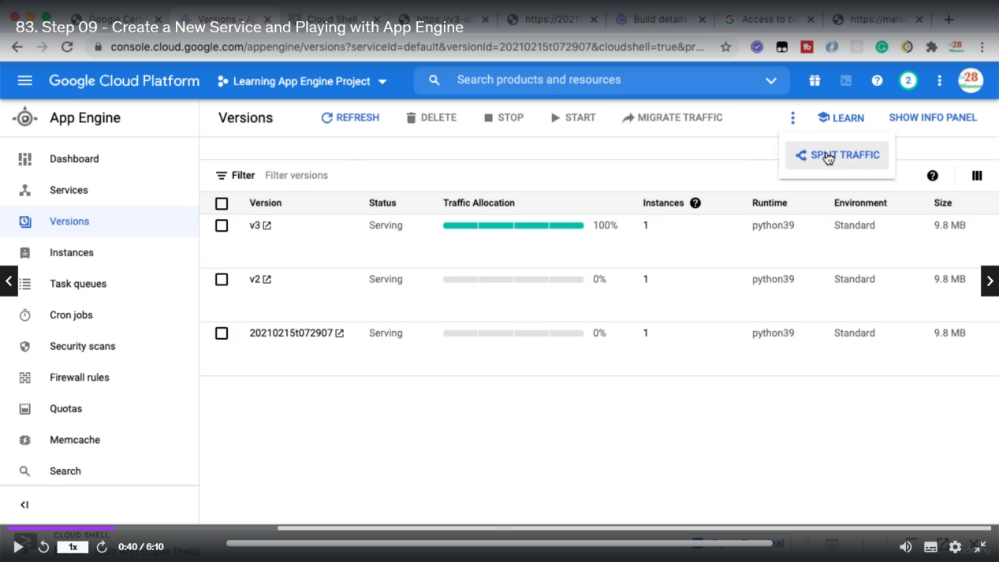 Google Cert
Versions – A
Cloud Shell
https://v3-d
https://2021
Build details
Access to bu
https://melo
83. Step 09 - Create a New Service and Playing with App Engine
console.cloud.google.com/appengine/versions?serviceId=default&versionId=20210215t072907&cloudshell=true&pr...
28
Minutes
Google Cloud Platform
Learning App Engine Project
Search products and resources
2
28
Minutes
App Engine
Versions
REFRESH
DELETE
STOP
START
MIGRATE TRAFFIC
LEARN
SHOW INFO PANEL
SPLIT TRAFFIC
Dashboard
Services
Versions
Instances
Task queues
Cron jobs
Security scans
Firewall rules
Quotas
Memcache
Search
Filter Filter versions
Version Status Traffic Allocation Instances Runtime Environment Size
v3 Serving 100% 1 python39 Standard 9.8 MB
v2 Serving 0% 1 python39 Standard 9.8 MB
20210215t072907 Serving 0% 1 python39 Standard 9.8 MB
CLOUD SHELL
1x
0:40 / 6:10